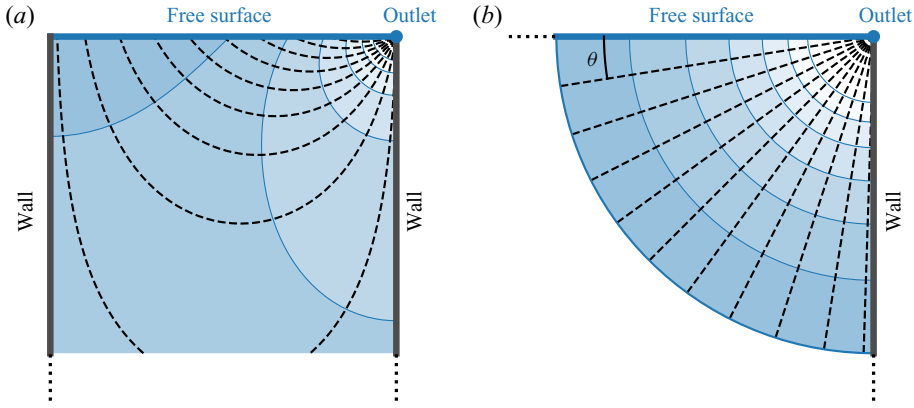 (a)
Free surface
Outlet
Wall
Wall
(b)
Free surface
Outlet
θ
Wall